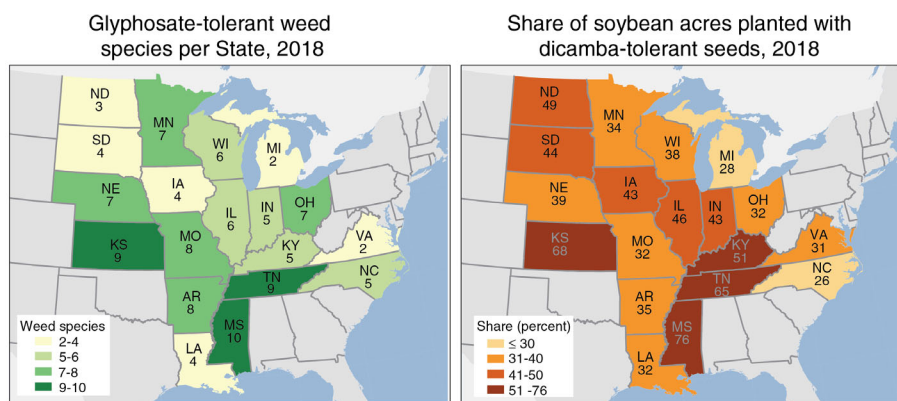 Glyphosate-tolerant weed
species per State, 2018
ND
3
MN
7
SD
4
WI
6
MI
2
NE
7
IA
4
IL
6
IN
5
OH
7
KS
9
MO
8
KY
5
VA
2
TN
9
NC
5
AR
8
MS
10
LA
4
Weed species
2-4
5-6
7-8
9-10
Share of soybean acres planted with
dicamba-tolerant seeds, 2018
ND
49
MN
34
SD
44
WI
38
MI
28
NE
39
IA
43
IL
46
IN
43
OH
32
KS
68
MO
32
KY
51
VA
31
TN
65
NC
26
AR
35
MS
76
LA
32
Share (percent)
≤ 30
31-40
41-50
51 -76